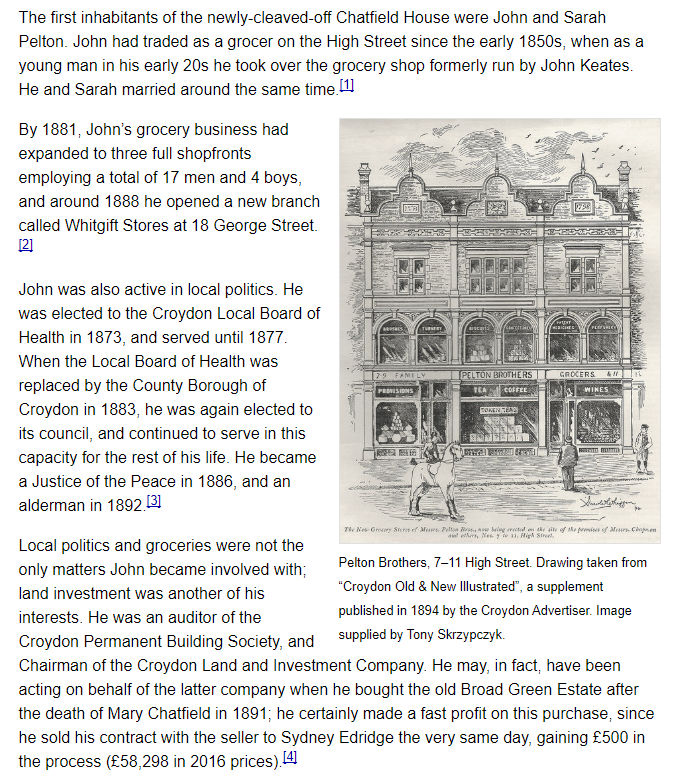 The first inhabitants of the newly-cleaved-off Chatfield House were John and Sarah
Pelton. John had traded as a grocer on the High Street since the early 1850s, when as a
young man in his early 20s he took over the grocery shop formerly run by John Keates.
He and Sarah married around the same time.[1]
By 1881, John’s grocery business had
expanded to three full shopfronts
employing a total of 17 men and 4 boys,
and around 1888 he opened a new branch
called Whitgift Stores at 18 George Street.
[2]
John was also active in local politics. He
was elected to the Croydon Local Board of
Health in 1873, and served until 1877.
When the Local Board of Health was
replaced by the County Borough of
Croydon in 1883, he was again elected to
its council, and continued to serve in this
capacity for the rest of his life. He became
a Justice of the Peace in 1886, and an
alderman in 1892.[3]
Local politics and groceries were not the
only matters John became involved with;
land investment was another of his
interests. He was an auditor of the
Croydon Permanent Building Society, and
Chairman of the Croydon Land and Investment Company. He may, in fact, have been
acting on behalf of the latter company when he bought the old Broad Green Estate after
the death of Mary Chatfield in 1891; he certainly made a fast profit on this purchase, since
he sold his contract with the seller to Sydney Edridge the very same day, gaining £500 in
the process (£58,298 in 2016 prices).[4]
BRUSHES TURNERY BISCUITS CONFECTIONERY PATENT MEDICINES PERFUMERY
7·9 FAMILY PELTON BROTHERS GROCERS &11
PROVISIONS TEA COFFEE WINES
TOKEN TEAS
The New Grocery Stores of Messrs. Pelton Bros., now being erected on the site of the premises of Messrs. Chapman
and others, Nos. 7 to 11, High Street.
Pelton Brothers, 7–11 High Street. Drawing taken from
“Croydon Old & New Illustrated”, a supplement
published in 1894 by the Croydon Advertiser. Image
supplied by Tony Skrzypczyk.